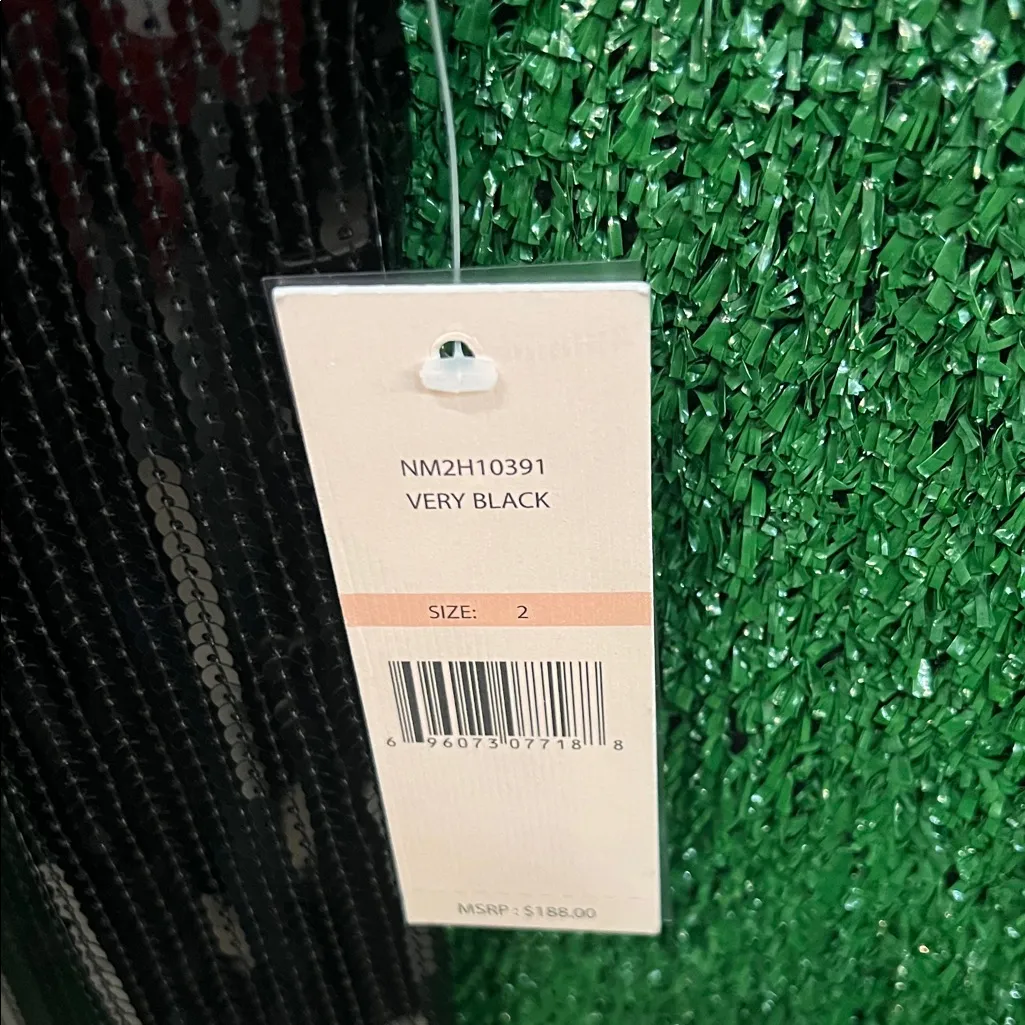 NM2H10391
VERY BLACK
SIZE: 2
6 96073 07718 8
MSRP : $188.00